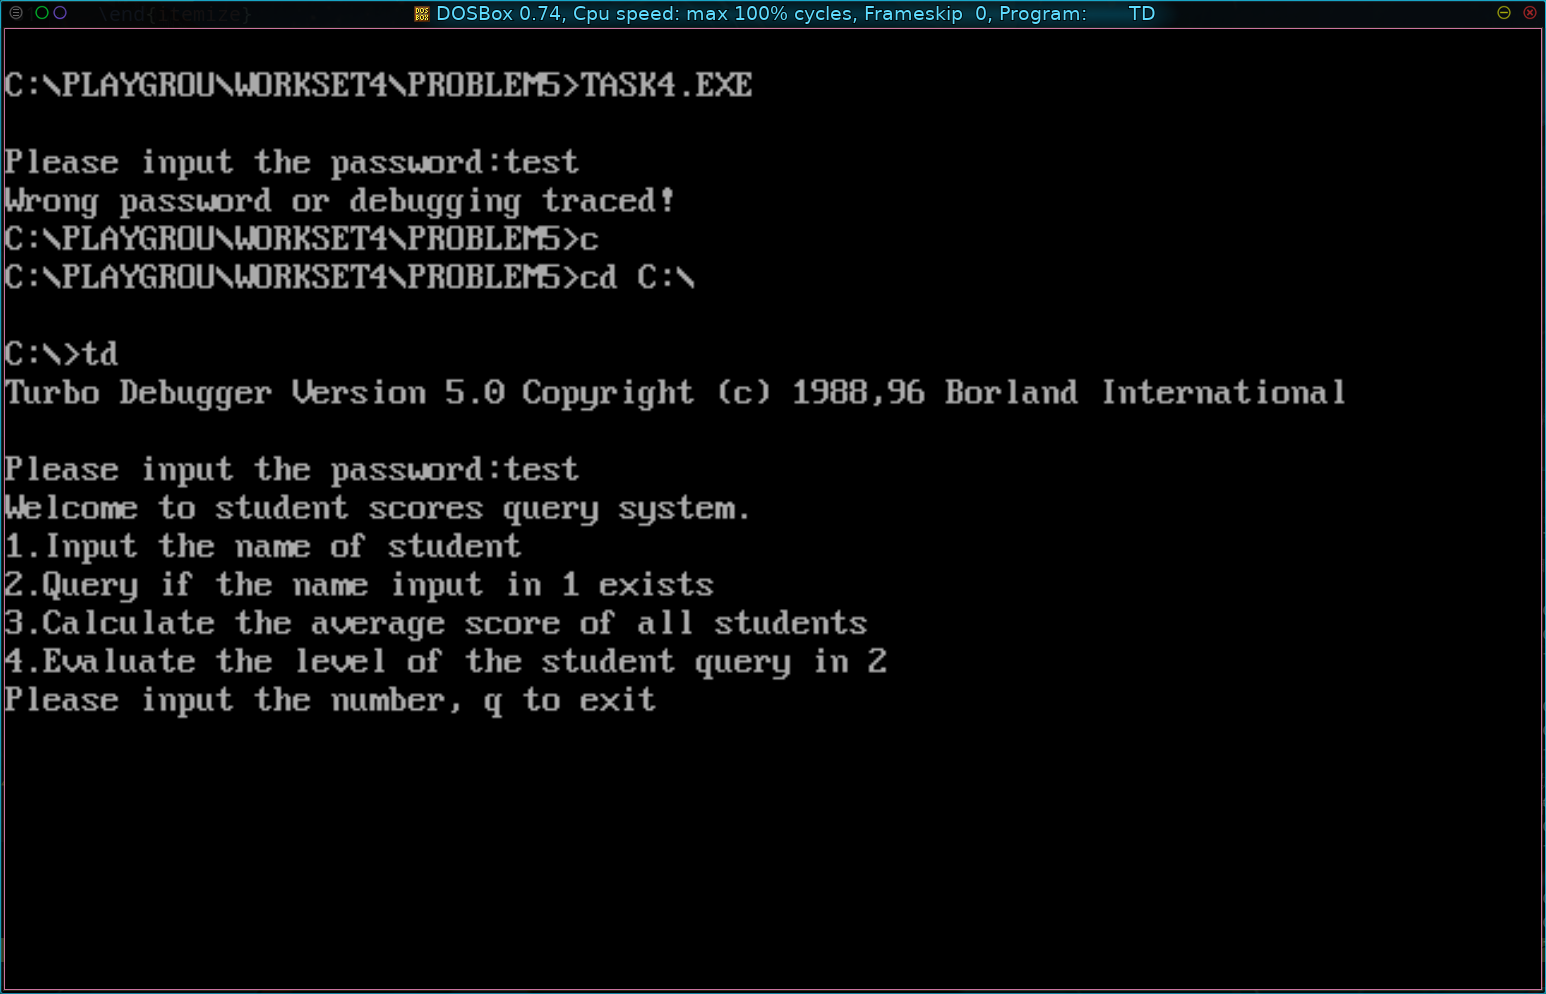 \end{itemize}
DOSBox 0.74, Cpu speed: max 100% cycles, Frameskip 0, Program: TD
C:\PLAYGROU\WORKSET4\PROBLEM5>TASK4.EXE
Please input the password:test
Wrong password or debugging traced!
C:\PLAYGROU\WORKSET4\PROBLEM5>c
C:\PLAYGROU\WORKSET4\PROBLEM5>cd C:\
C:\>td
Turbo Debugger Version 5.0 Copyright (c) 1988,96 Borland International
Please input the password:test
Welcome to student scores query system.
1.Input the name of student
2.Query if the name input in 1 exists
3.Calculate the average score of all students
4.Evaluate the level of the student query in 2
Please input the number, q to exit